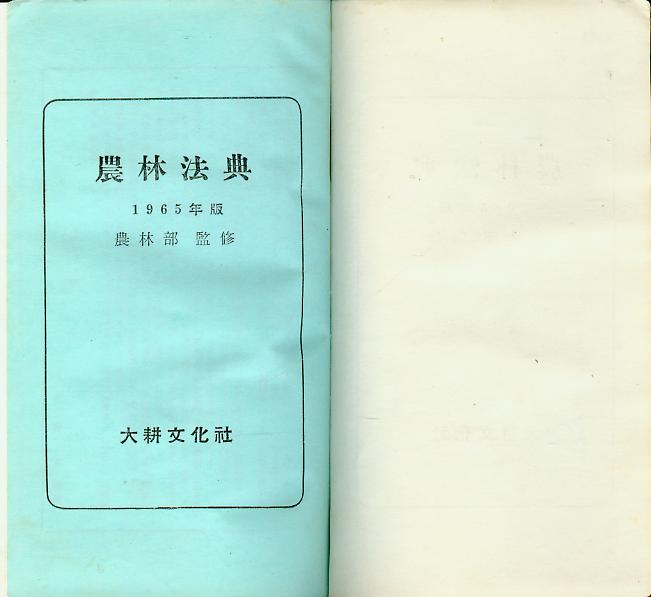 農林法典
1965年版
農林部 監修
大耕文化社